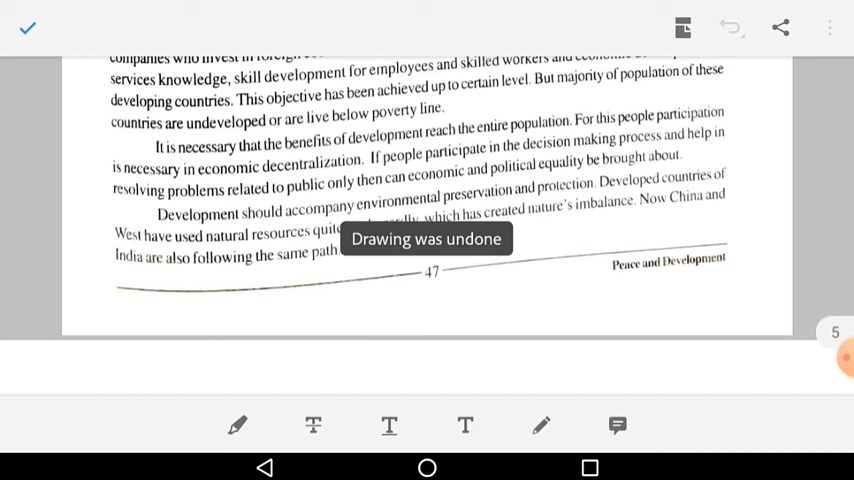 companies who invest in
services knowledge, skill development for employees and skilled workers and
developing countries. This objective has been achieved up to certain level. But majority of population of these
countries are undeveloped or are live below poverty line.
It is necessary that the benefits of development reach the entire population. For this people participation
is necessary in economic decentralization. If people participate in the decision making process and help in
resolving problems related to public only then can economic and political equality be brought about.
Development should accompany environmental preservation and protection. Developed countries of
West have used natural resources quite which has created nature's imbalance. Now China and
India are also following the same path
Drawing was undone
47
Peace and Development
5
T
T
T